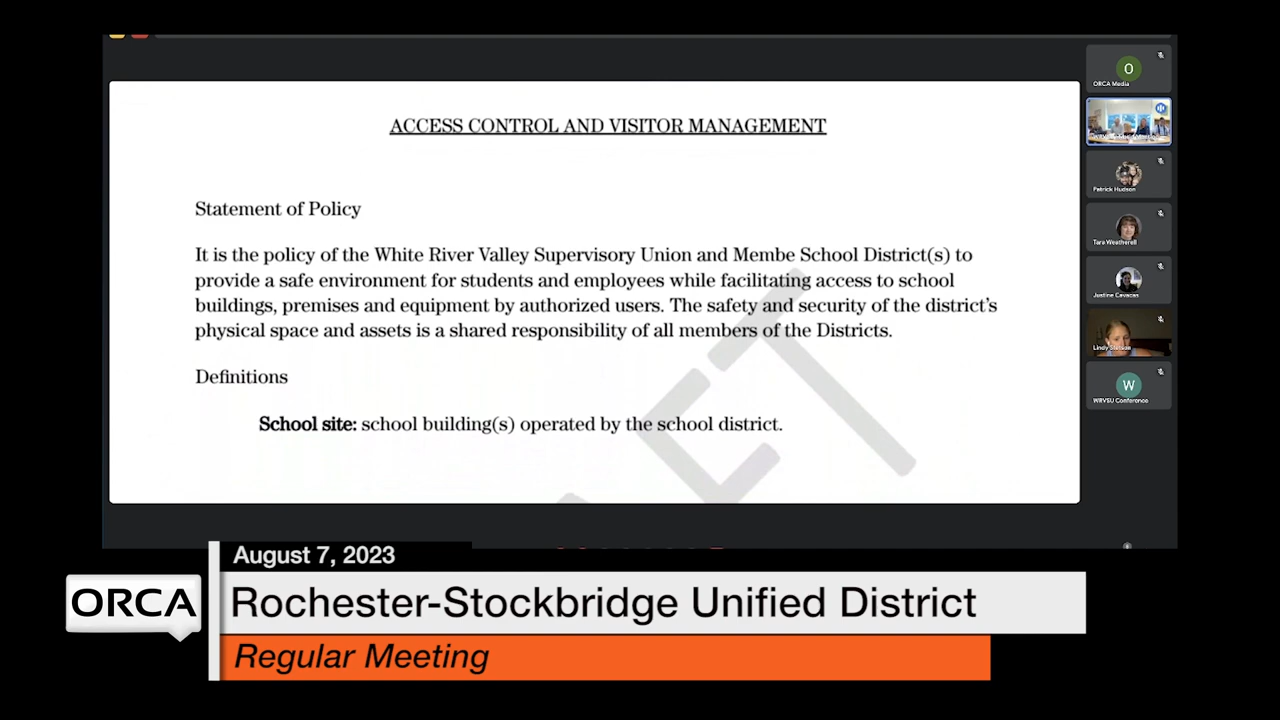 ACCESS CONTROL AND VISITOR MANAGEMENT
Statement of Policy
It is the policy of the White River Valley Supervisory Union and Membe School District(s) to
provide a safe environment for students and employees while facilitating access to school
buildings, premises and equipment by authorized users. The safety and security of the district's
physical space and assets is a shared responsibility of all members of the Districts.
Definitions
School site: school building(s) operated by the school district.
O
ORCA Media
Patrick Hudson
Tara Weatherell
Justine Cavacas
Lindy Stetson
W
WRVSU Conference
August 7, 2023
ORCA
Rochester-Stockbridge Unified District
Regular Meeting